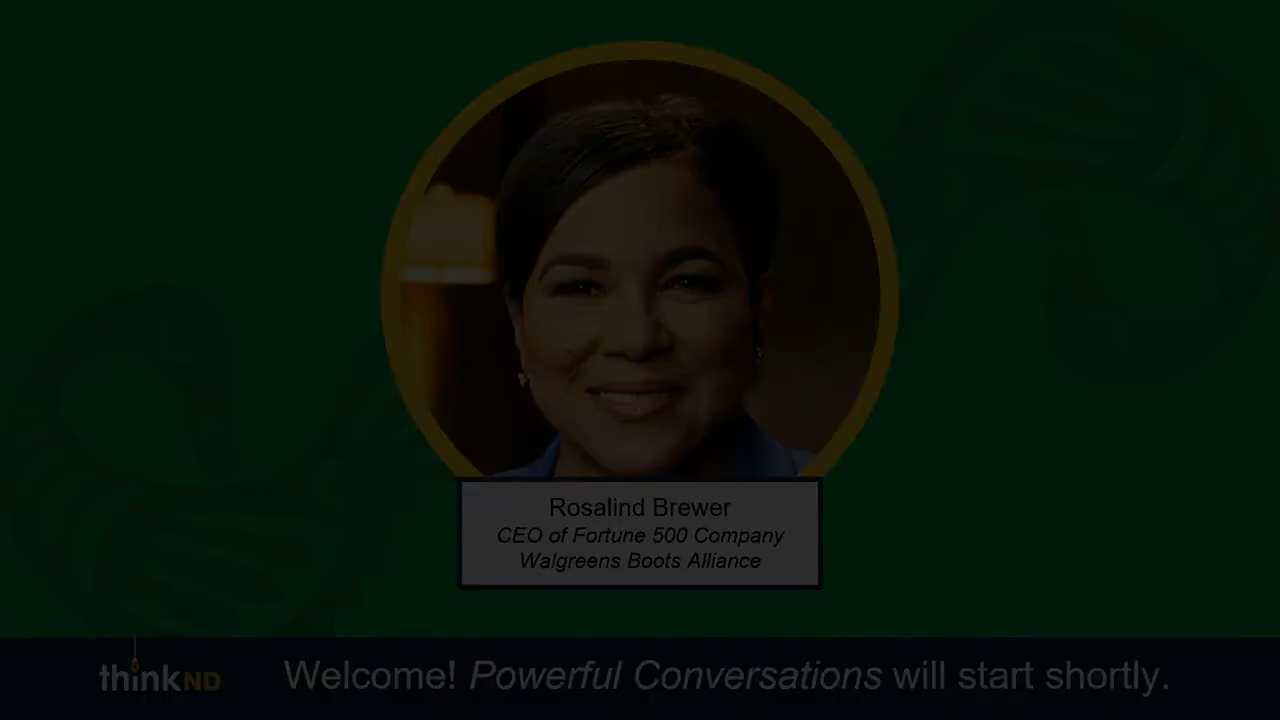 Rosalind Brewer
CEO of Fortune 500 Company
Walgreens Boots Alliance
thinkND
Welcome! Powerful Conversations will start shortly.